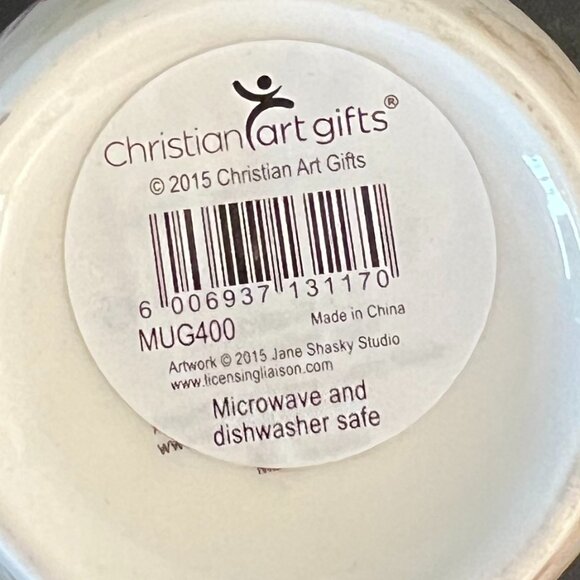 Christian art gifts®
© 2015 Christian Art Gifts
6 006937 131170
MUG400
Made in China
Artwork © 2015 Jane Shasky Studio
www.licensingliaison.com
Microwave and
dishwasher safe